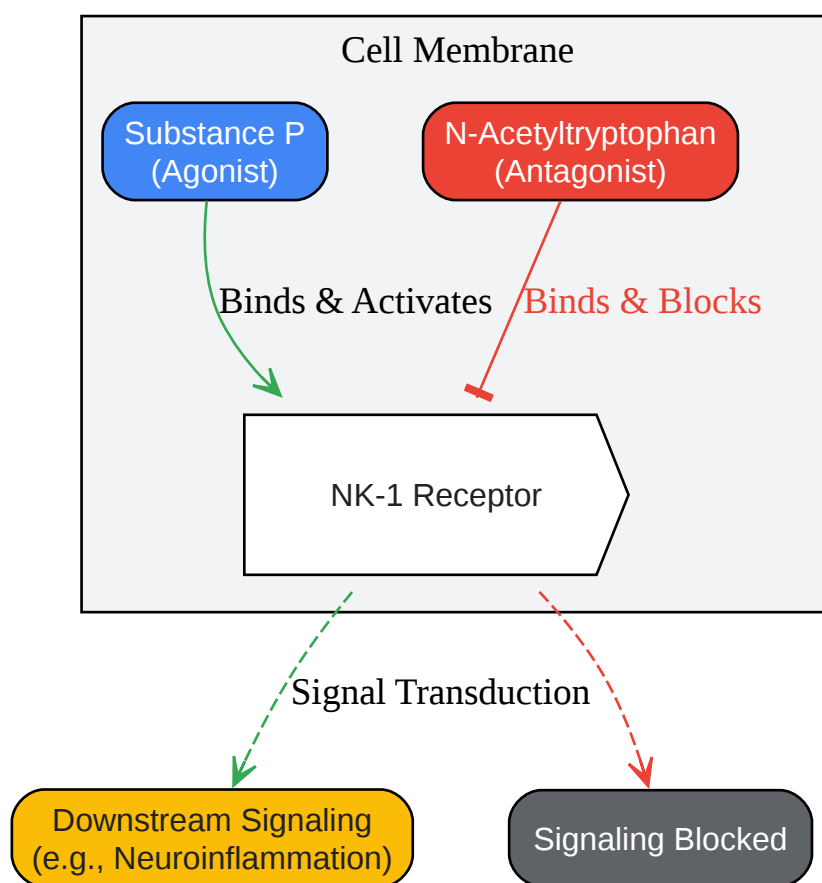 Cell Membrane
Substance P
(Agonist)
N-Acetyltryptophan
(Antagonist)
Binds & Activates
Binds & Blocks
NK-1 Receptor
Signal Transduction
Downstream Signaling
(e.g., Neuroinflammation)
Signaling Blocked